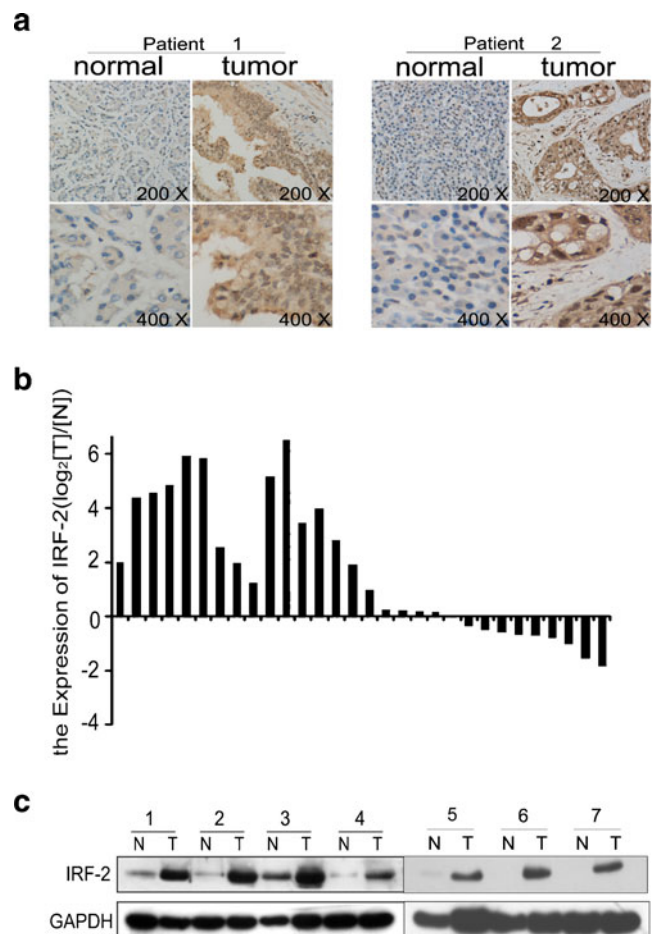 a
Patient 1
normal tumor
200 X 200 X
400 X 400 X
Patient 2
normal tumor
200 X 200 X
400 X 400 X
b
the Expression of IRF-2(log₂[T]/[N])
6
4
2
0
-2
-4
c
1 2 3 4 5 6 7
N T N T N T N T N T N T N T
IRF-2
GAPDH